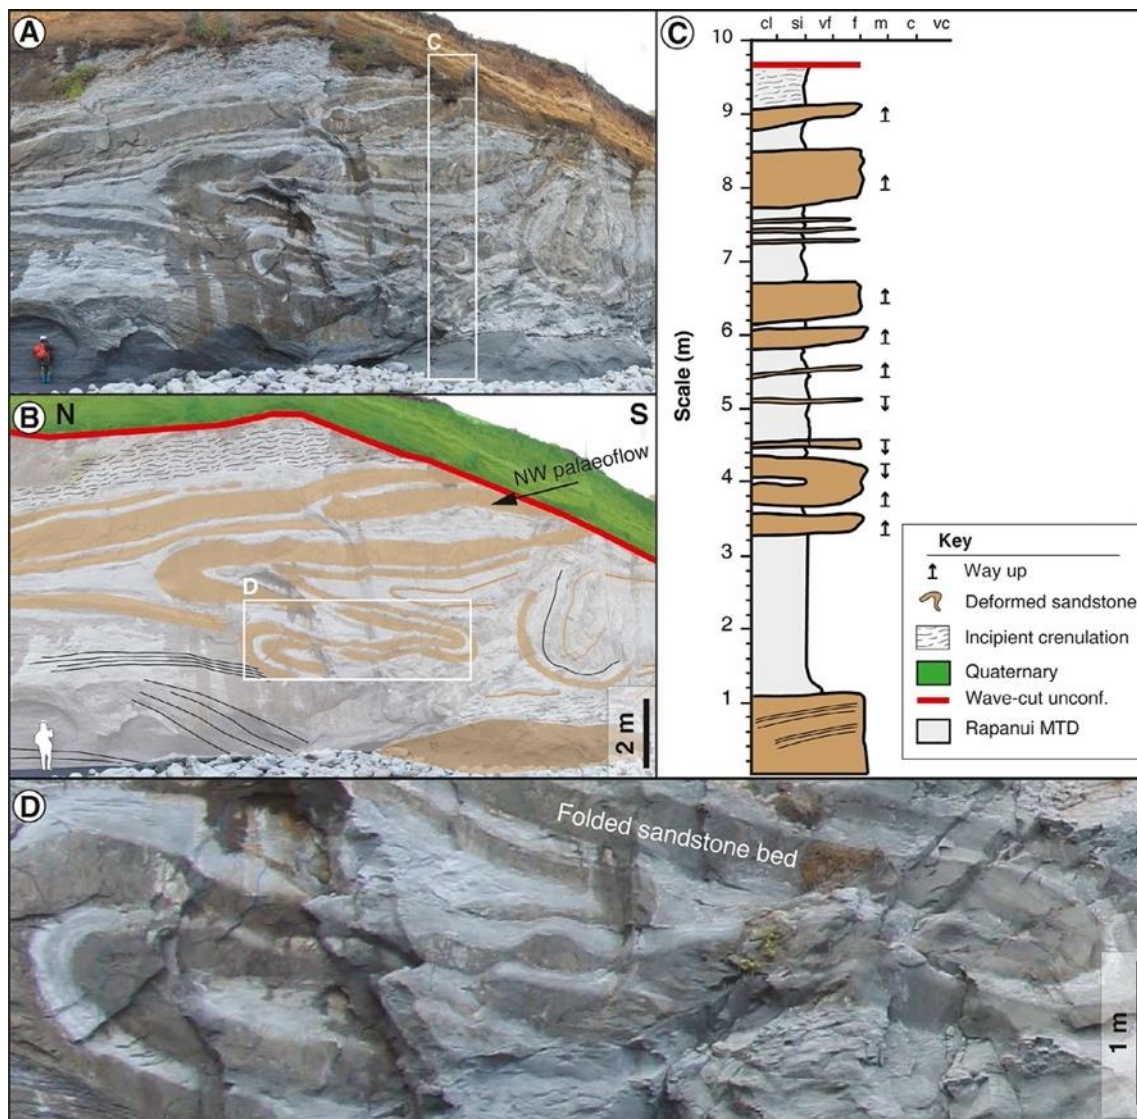 A
C
B
N
S
NW palaeoflow
D
2 m
C
cl si vf f m c vc
10
9
8
7
6
5
4
3
2
1
Scale (m)
Key
Way up
Deformed sandstone
Incipient crenulation
Quaternary
Wave-cut unconf.
Rapanui MTD
D
Folded sandstone bed
1 m